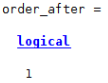 order_after =
logical
1